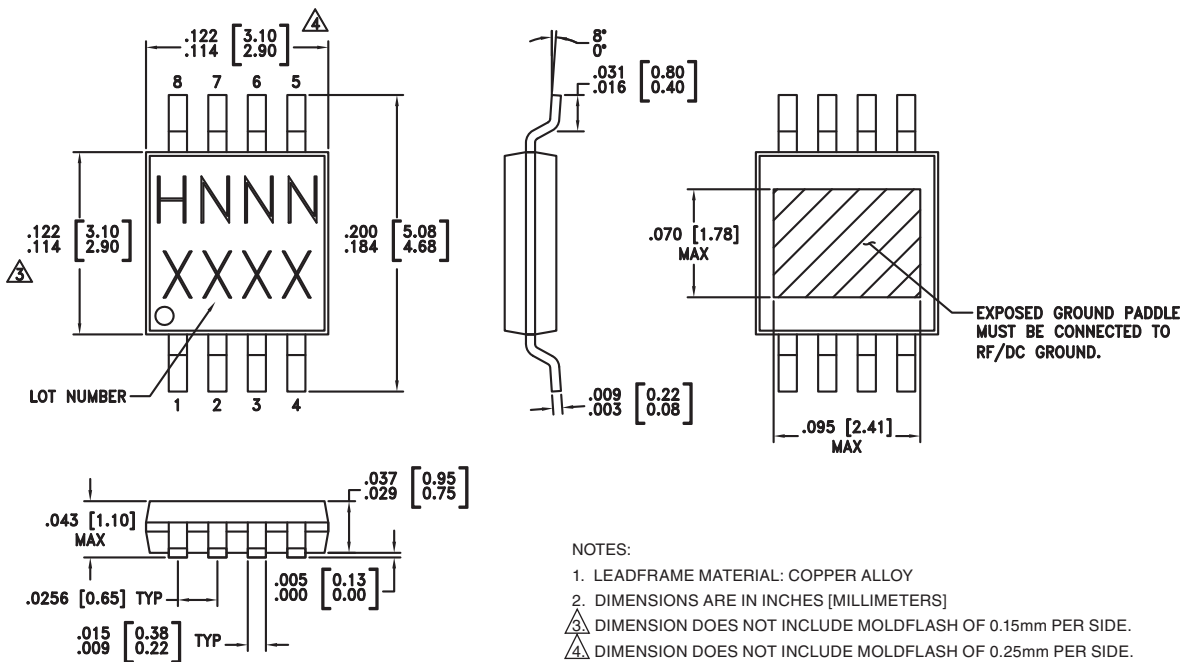 .122 [3.10]
.114 [2.90]
4
8 7 6 5
HNNN
XXXX
.122 [3.10]
.114 [2.90]
3
.200 [5.08]
.184 [4.68]
LOT NUMBER
1 2 3 4
8°
0°
.031 [0.80]
.016 [0.40]
.009 [0.22]
.003 [0.08]
.070 [1.78]
MAX
EXPOSED GROUND PADDLE
MUST BE CONNECTED TO
RF/DC GROUND.
.095 [2.41]
MAX
.037 [0.95]
.029 [0.75]
.043 [1.10]
MAX
.005 [0.13]
.000 [0.00]
.0256 [0.65] TYP
.015 [0.38]
.009 [0.22]
TYP
NOTES:
1. LEADFRAME MATERIAL: COPPER ALLOY
2. DIMENSIONS ARE IN INCHES [MILLIMETERS]
3. DIMENSION DOES NOT INCLUDE MOLDFLASH OF 0.15mm PER SIDE.
4. DIMENSION DOES NOT INCLUDE MOLDFLASH OF 0.25mm PER SIDE.